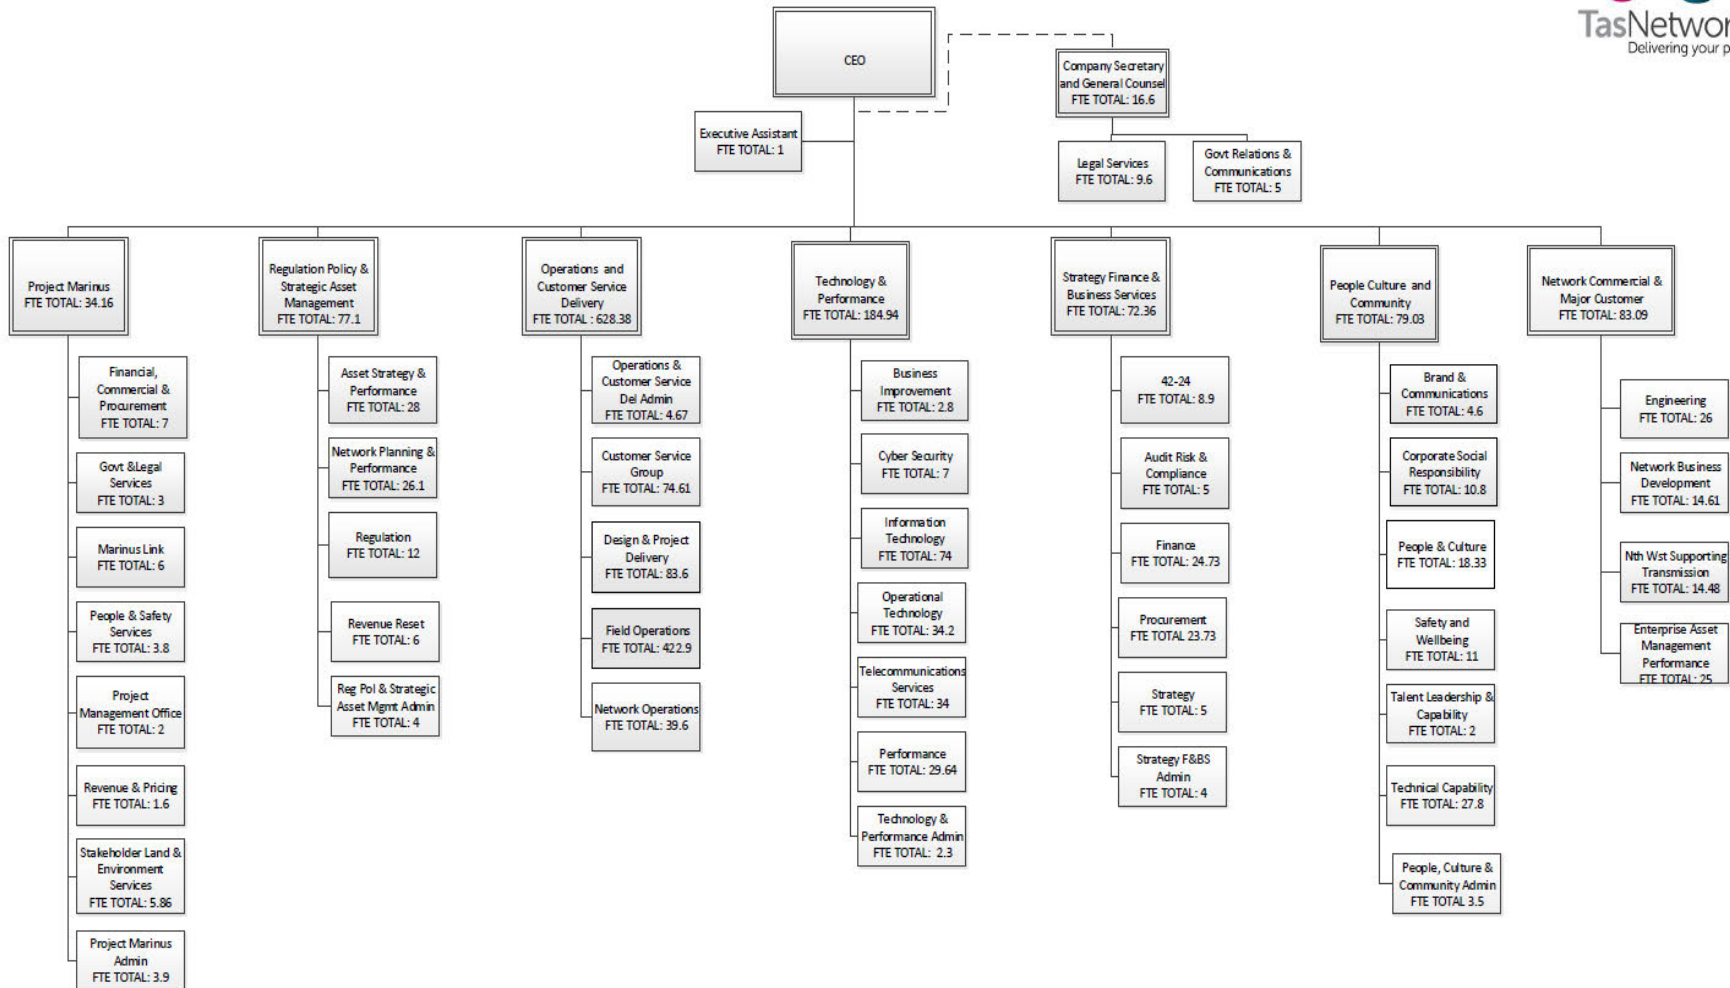 TasNetwor
Delivering your p
CEO
Company Secretary
and General Counsel
FTE TOTAL: 16.6
Executive Assistant
FTE TOTAL: 1
Legal Services
FTE TOTAL: 9.6
Govt Relations &
Communications
FTE TOTAL: 5
Project Marinus
FTE TOTAL: 34.16
Regulation Policy &
Strategic Asset
Management
FTE TOTAL: 77.1
Operations and
Customer Service
Delivery
FTE TOTAL : 628.38
Technology &
Performance
FTE TOTAL: 184.94
Strategy Finance &
Business Services
FTE TOTAL: 72.36
People Culture and
Community
FTE TOTAL: 79.03
Network Commercial &
Major Customer
FTE TOTAL: 83.09
Financial,
Commercial &
Procurement
FTE TOTAL: 7
Govt &Legal
Services
FTE TOTAL: 3
Marinus Link
FTE TOTAL: 6
People & Safety
Services
FTE TOTAL: 3.8
Project
Management Office
FTE TOTAL: 2
Revenue & Pricing
FTE TOTAL: 1.6
Stakeholder Land &
Environment
Services
FTE TOTAL: 5.86
Project Marinus
Admin
FTE TOTAL: 3.9
Asset Strategy &
Performance
FTE TOTAL: 28
Network Planning &
Performance
FTE TOTAL: 26.1
Regulation
FTE TOTAL: 12
Revenue Reset
FTE TOTAL: 6
Reg Pol & Strategic
Asset Mgmt Admin
FTE TOTAL: 4
Operations &
Customer Service
Del Admin
FTE TOTAL: 4.67
Customer Service
Group
FTE TOTAL: 74.61
Design & Project
Delivery
FTE TOTAL: 83.6
Field Operations
FTE TOTAL: 422.9
Network Operations
FTE TOTAL: 39.6
Business
Improvement
FTE TOTAL: 2.8
Cyber Security
FTE TOTAL: 7
Information
Technology
FTE TOTAL: 74
Operational
Technology
FTE TOTAL: 34.2
Telecommunications
Services
FTE TOTAL: 34
Performance
FTE TOTAL: 29.64
Technology &
Performance Admin
FTE TOTAL: 2.3
42-24
FTE TOTAL: 8.9
Audit Risk &
Compliance
FTE TOTAL: 5
Finance
FTE TOTAL: 24.73
Procurement
FTE TOTAL 23.73
Strategy
FTE TOTAL: 5
Strategy F&BS
Admin
FTE TOTAL: 4
Brand &
Communications
FTE TOTAL: 4.6
Corporate Social
Responsibility
FTE TOTAL: 10.8
People & Culture
FTE TOTAL: 18.33
Safety and
Wellbeing
FTE TOTAL: 11
Talent Leadership &
Capability
FTE TOTAL: 2
Technical Capability
FTE TOTAL: 27.8
People, Culture &
Community Admin
FTE TOTAL 3.5
Engineering
FTE TOTAL: 26
Network Business
Development
FTE TOTAL: 14.61
Nth Wst Supporting
Transmission
FTE TOTAL: 14.48
Enterprise Asset
Management
Performance
FTE TOTAL: 25